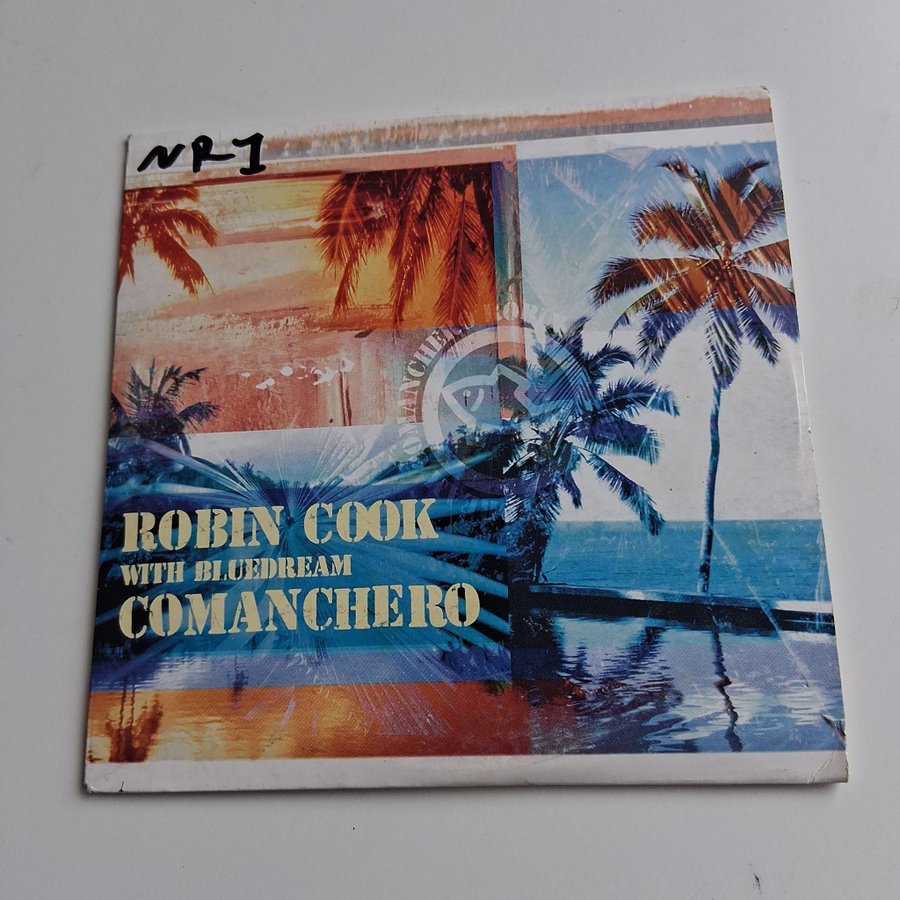 NR1
ROBIN COOK
WITH BLUEDREAM
COMANCHERO